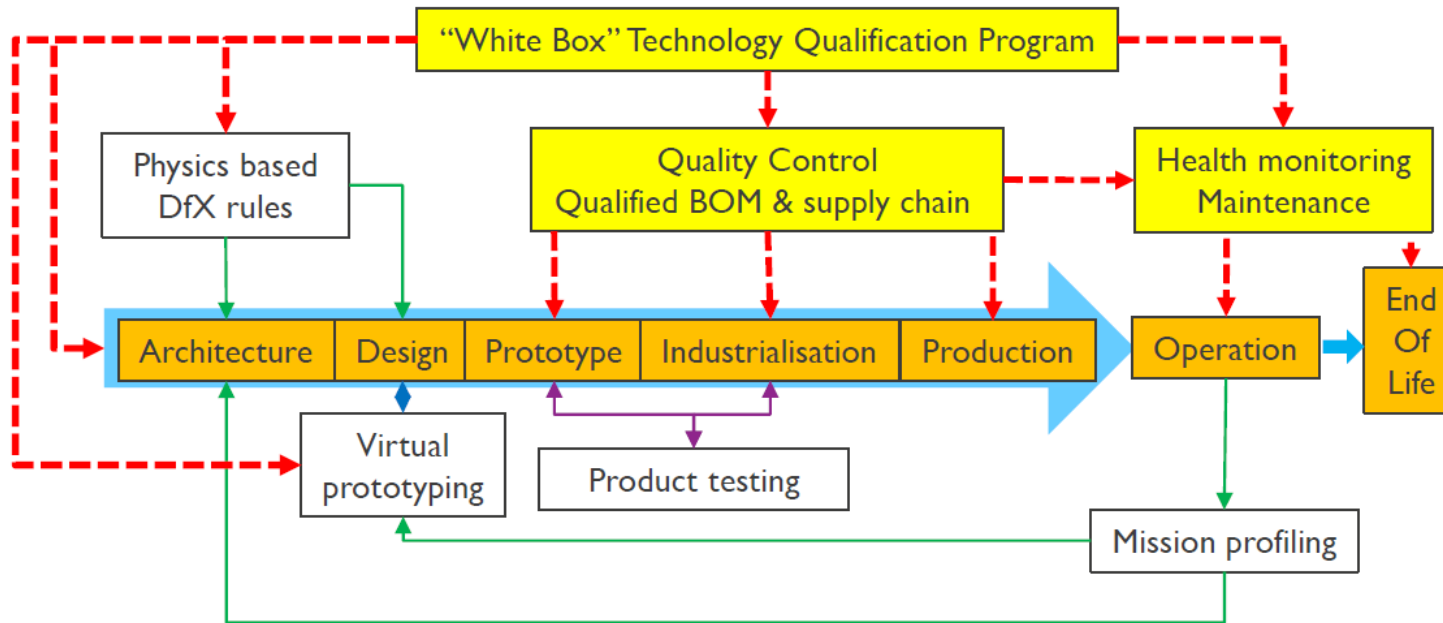 “White Box” Technology Qualification Program
Physics based
DfX rules
Quality Control
Qualified BOM & supply chain
Health monitoring
Maintenance
Architecture
Design
Prototype
Industrialisation
Production
Operation
End
Of
Life
Virtual
prototyping
Product testing
Mission profiling